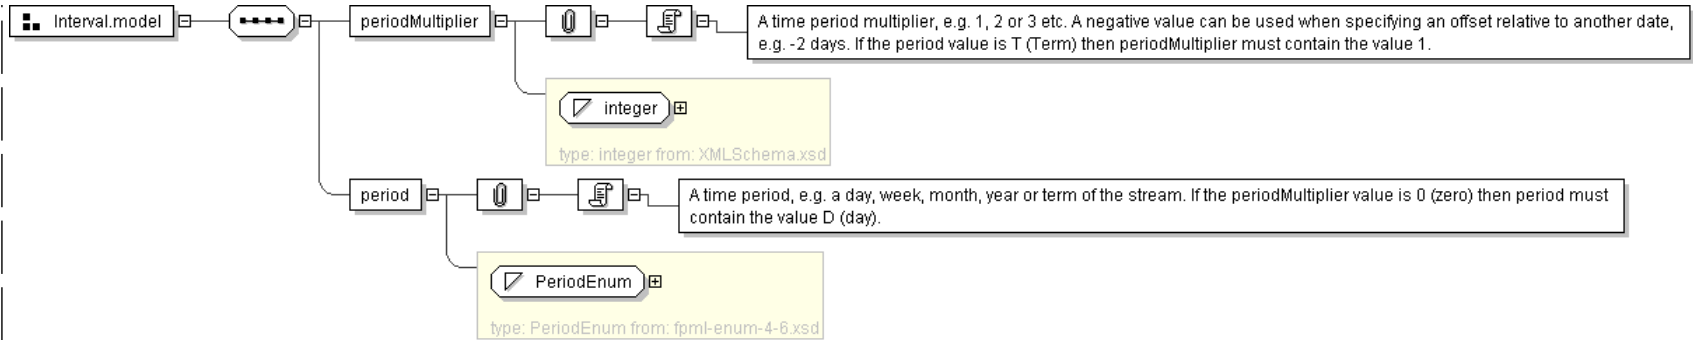 Interval.model
periodMultiplier
A time period multiplier, e.g. 1, 2 or 3 etc. A negative value can be used when specifying an offset relative to another date,
e.g. -2 days. If the period value is T (Term) then periodMultiplier must contain the value 1.
integer
type: integer from: XMLSchema.xsd
period
A time period, e.g. a day, week, month, year or term of the stream. If the periodMultiplier value is 0 (zero) then period must
contain the value D (day).
PeriodEnum
type: PeriodEnum from: fpml-enum-4-6.xsd